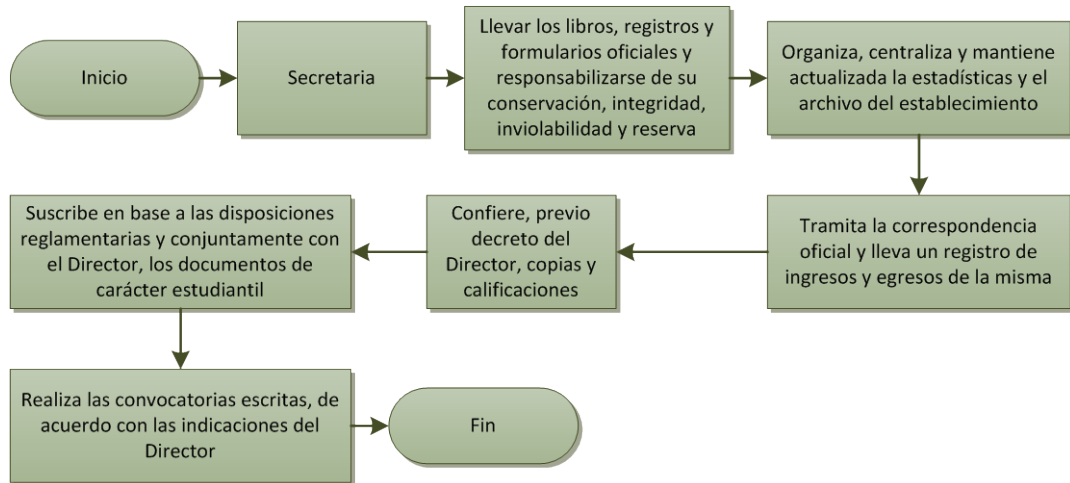 Inicio
Secretaria
Llevar los libros, registros y
formularios oficiales y
responsabilizarse de su
conservación, integridad,
inviolabilidad y reserva
Organiza, centraliza y mantiene
actualizada la estadísticas y el
archivo del establecimiento
Tramita la correspondencia
oficial y lleva un registro de
ingresos y egresos de la misma
Confiere, previo
decreto del
Director, copias y
calificaciones
Suscribe en base a las disposiciones
reglamentarias y conjuntamente con
el Director, los documentos de
carácter estudiantil
Realiza las convocatorias escritas, de
acuerdo con las indicaciones del
Director
Fin